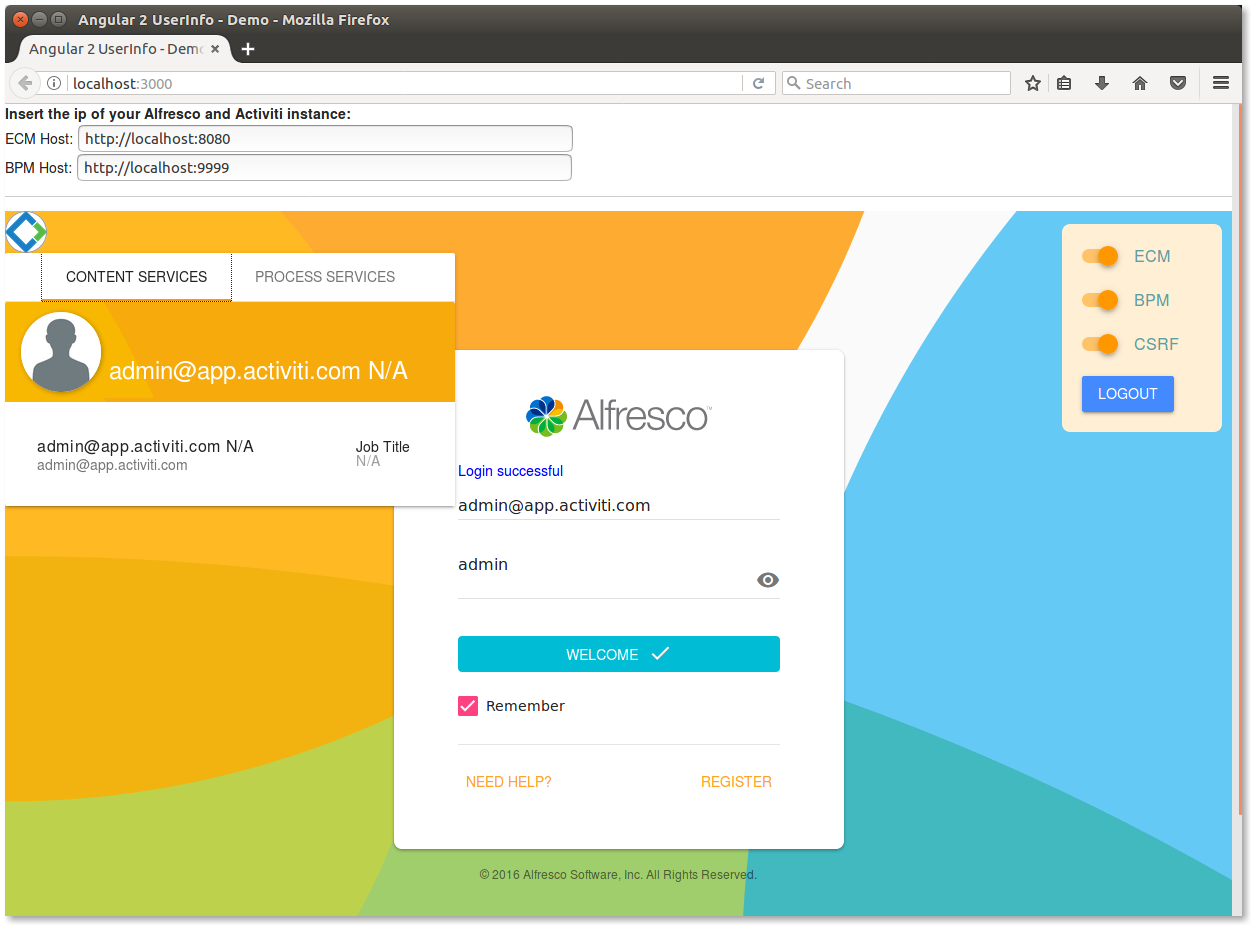 Angular 2 UserInfo - Demo - Mozilla Firefox
Angular 2 UserInfo - Demo
localhost:3000
Search
Insert the ip of your Alfresco and Activiti instance:
ECM Host: http://localhost:8080
BPM Host: http://localhost:9999
CONTENT SERVICES PROCESS SERVICES
admin@app.activiti.com N/A
admin@app.activiti.com N/A
admin@app.activiti.com
Job Title
N/A
ECM
BPM
CSRF
LOGOUT
Alfresco™
Login successful
admin@app.activiti.com
admin
WELCOME
Remember
NEED HELP? REGISTER
© 2016 Alfresco Software, Inc. All Rights Reserved.